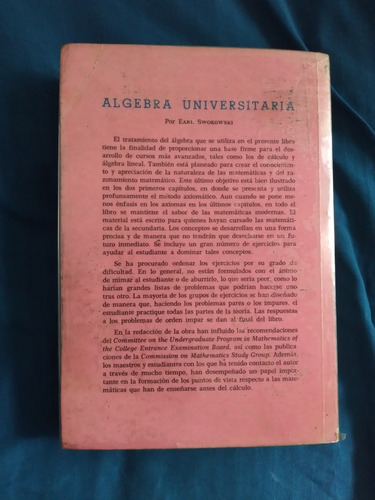 ALGEBRA UNIVERSITARIA
Por Earl Swokowski
El tratamiento del álgebra que se utiliza en el presente libro
tiene la finalidad de proporcionar una base firme para el des-
arrollo de cursos más avanzados, tales como los de cálculo y
álgebra lineal. También está planeado para crear el conocimien-
to y apreciación de la naturaleza de las matemáticas y del ra-
zonamiento matemático. Este último objetivo está bien ilustrado
en los dos primeros capítulos, en donde se presenta y utiliza
profusamente el método axiomático. Aun cuando se pone me-
nos énfasis en los axiomas en los últimos capítulos, en todo el
libro se mantiene el sabor de las matemáticas modernas. El
material está escrito para quienes hayan cursado las matemáti-
cas de la secundaria. Los conceptos se desarrollan en una forma
precisa y de manera que no tendrán que desecharse en un fu-
turo inmediato. Se incluye un gran número de ejercicios para
ayudar al estudiante a dominar tales conceptos.
Se ha procurado ordenar los ejercicios por su grado de
dificultad. En lo general, no están formulados con el ánimo
de mimar al estudiante o de aburrirlo, lo que sería peor, como lo
harían grandes listas de problemas que podrían hacerse uno
tras otro. La mayoría de los grupos de ejercicios se han diseñado
de manera que, haciendo los problemas pares o los impares, el
estudiante practique todas las partes de la teoría. Las respuestas
a los problemas de orden impar se dan al final del libro.
En la redacción de la obra han influido las recomendaciones
del Committee on the Undergraduate Program in Mathematics of
the College Entrance Examination Board, así como las publica-
ciones de la Commission on Mathematics Study Group. Además,
los maestros y estudiantes con los que ha tenido contacto el autor
a través de mucho tiempo, han desempeñado un papel impor-
tante en la formación de los puntos de vista respecto a las mate-
máticas que han de enseñarse antes del cálculo.